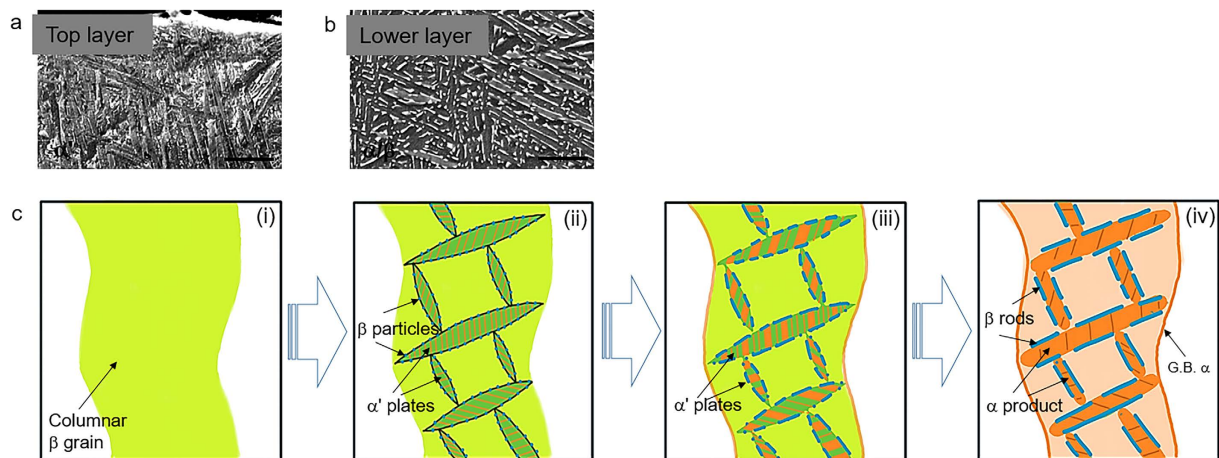 a
Top layer
α'
b
Lower layer
α/β
c
(i)
Columnar
β grain
(ii)
β particles
α' plates
(iii)
α' plates
(iv)
β rods
G.B. α
α product